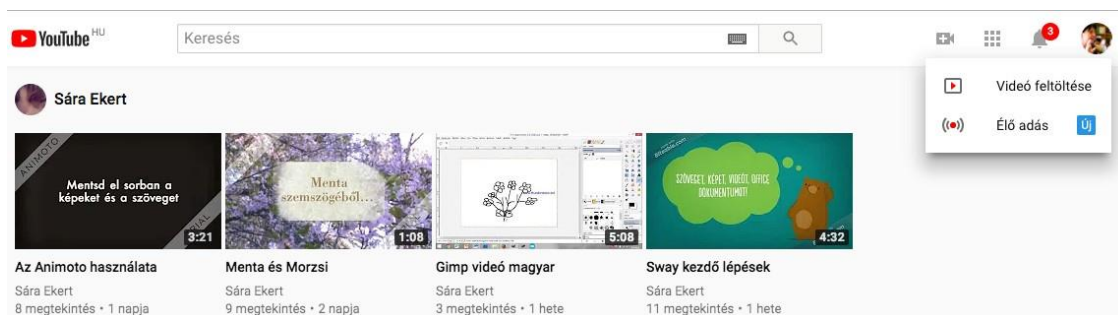 YouTube HU
Keresés
3
Videó feltöltése
Élő adás Új
Sára Ekert
ANIMOTO
Mentsd el sorban a
képeket és a szöveget
3:21
Menta
szemszögéből...
1:08
5:08
SZÖVEGET, KÉPET, VIDEÓT, OFFICE
DOKUMENTUMOT!
4:32
Az Animoto használata
Sára Ekert
8 megtekintés • 1 napja
Menta és Morzsi
Sára Ekert
9 megtekintés • 2 napja
Gimp videó magyar
Sára Ekert
3 megtekintés • 1 hete
Sway kezdő lépések
Sára Ekert
11 megtekintés • 1 hete